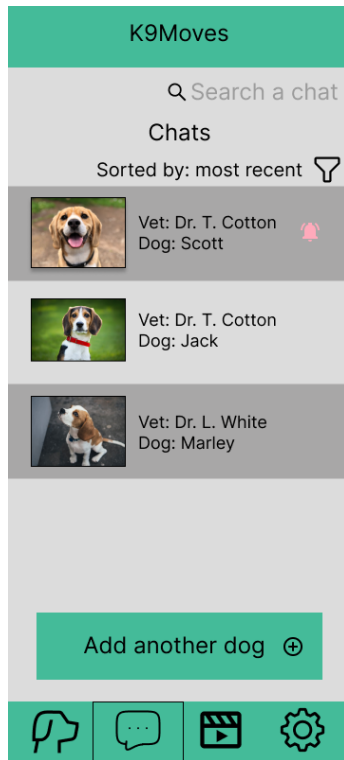 K9Moves
Search a chat
Chats
Sorted by: most recent
Vet: Dr. T. Cotton
Dog: Scott
Vet: Dr. T. Cotton
Dog: Jack
Vet: Dr. L. White
Dog: Marley
Add another dog